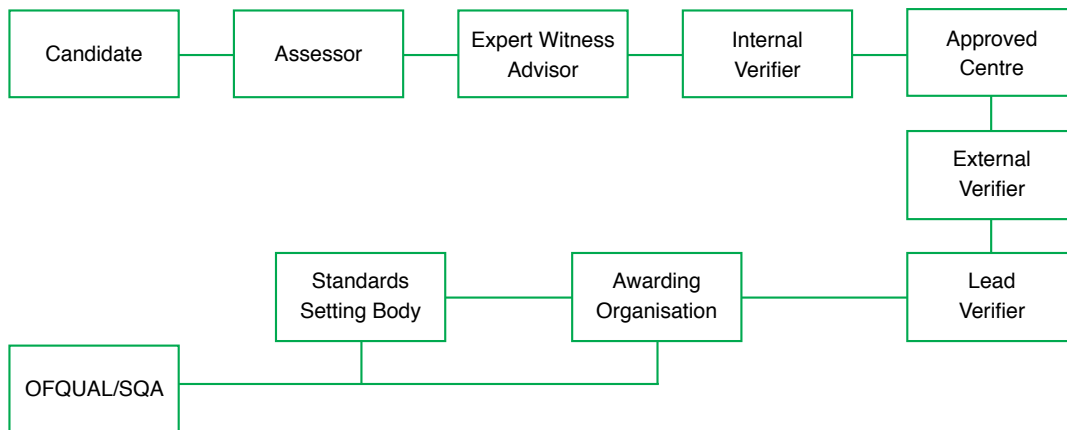 Candidate
Assessor
Expert Witness
Advisor
Internal
Verifier
Approved
Centre
External
Verifier
Standards
Setting Body
Awarding
Organisation
Lead
Verifier
OFQUAL/SQA